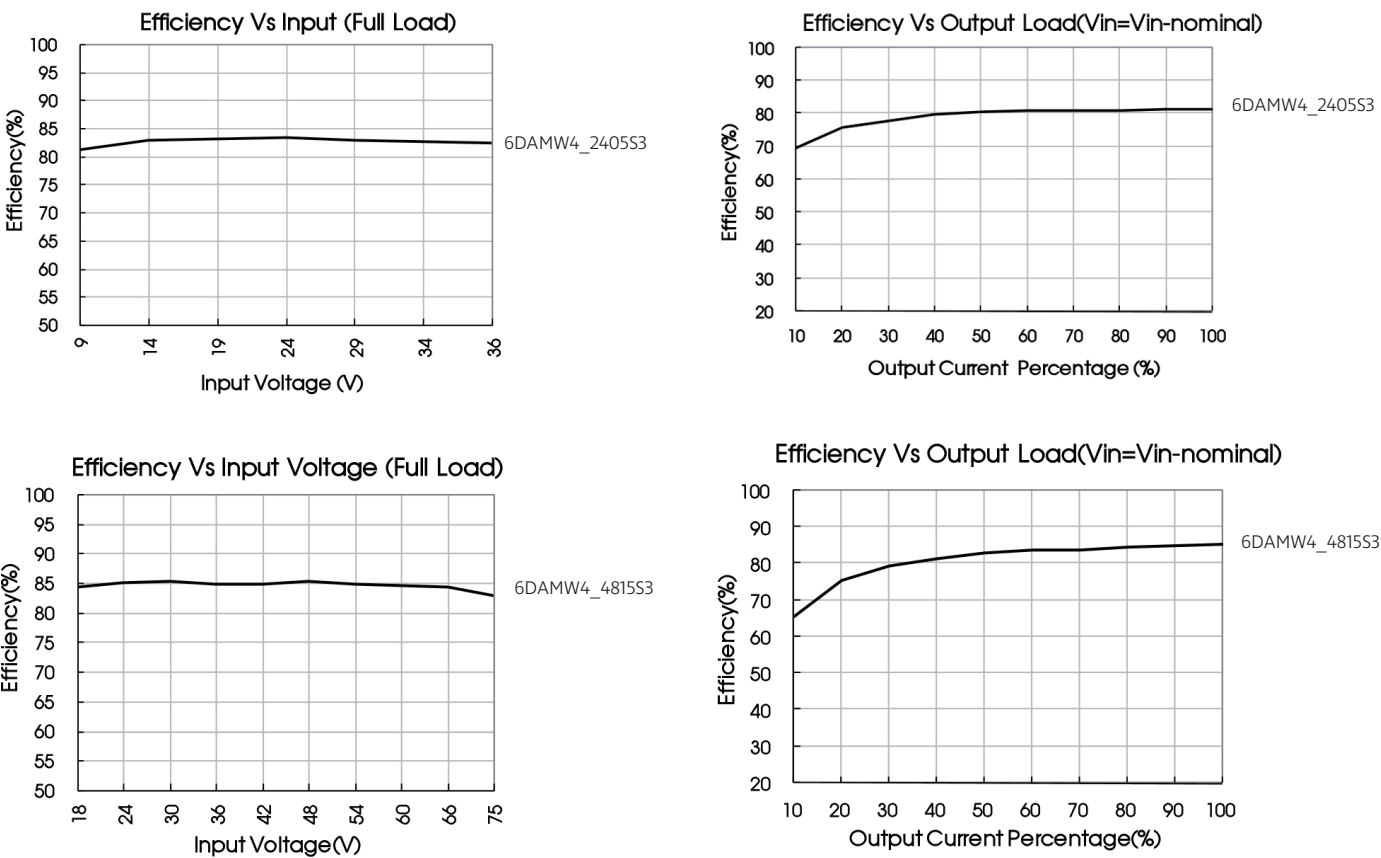 Efficiency Vs Input (Full Load)
100
95
90
85
80
75
70
65
60
55
50
Efficiency(%)
6DAMW4_2405S3
9 14 19 24 29 34 36
Input Voltage (V)
Efficiency Vs Output Load(Vin=Vin-nominal)
100
90
80
70
60
50
40
30
20
Efficiency(%)
6DAMW4_2405S3
10 20 30 40 50 60 70 80 90 100
Output Current Percentage (%)
Efficiency Vs Input Voltage (Full Load)
100
95
90
85
80
75
70
65
60
55
50
Efficiency(%)
6DAMW4_4815S3
18 24 30 36 42 48 54 60 66 75
Input Voltage(V)
Efficiency Vs Output Load(Vin=Vin-nominal)
100
90
80
70
60
50
40
30
20
Efficiency(%)
6DAMW4_4815S3
10 20 30 40 50 60 70 80 90 100
Output Current Percentage(%)